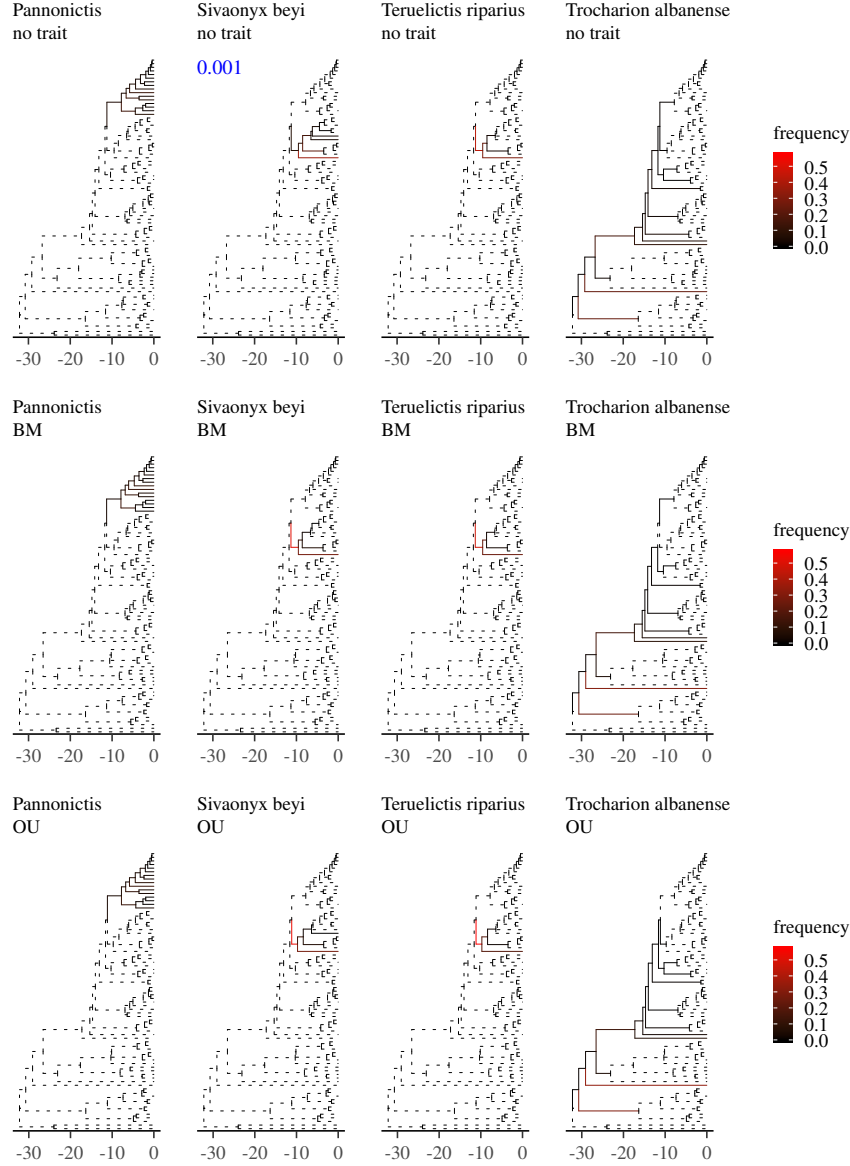 Pannonictis
no trait
Sivaonyx beyi
no trait
Teruelictis riparius
no trait
Trocharion albanense
no trait
0.001
frequency
0.5
0.4
0.3
0.2
0.1
0.0
-30 -20 -10 0
-30 -20 -10 0
-30 -20 -10 0
-30 -20 -10 0
Pannonictis
BM
Sivaonyx beyi
BM
Teruelictis riparius
BM
Trocharion albanense
BM
frequency
0.5
0.4
0.3
0.2
0.1
0.0
-30 -20 -10 0
-30 -20 -10 0
-30 -20 -10 0
-30 -20 -10 0
Pannonictis
OU
Sivaonyx beyi
OU
Teruelictis riparius
OU
Trocharion albanense
OU
frequency
0.5
0.4
0.3
0.2
0.1
0.0
-30 -20 -10 0
-30 -20 -10 0
-30 -20 -10 0
-30 -20 -10 0